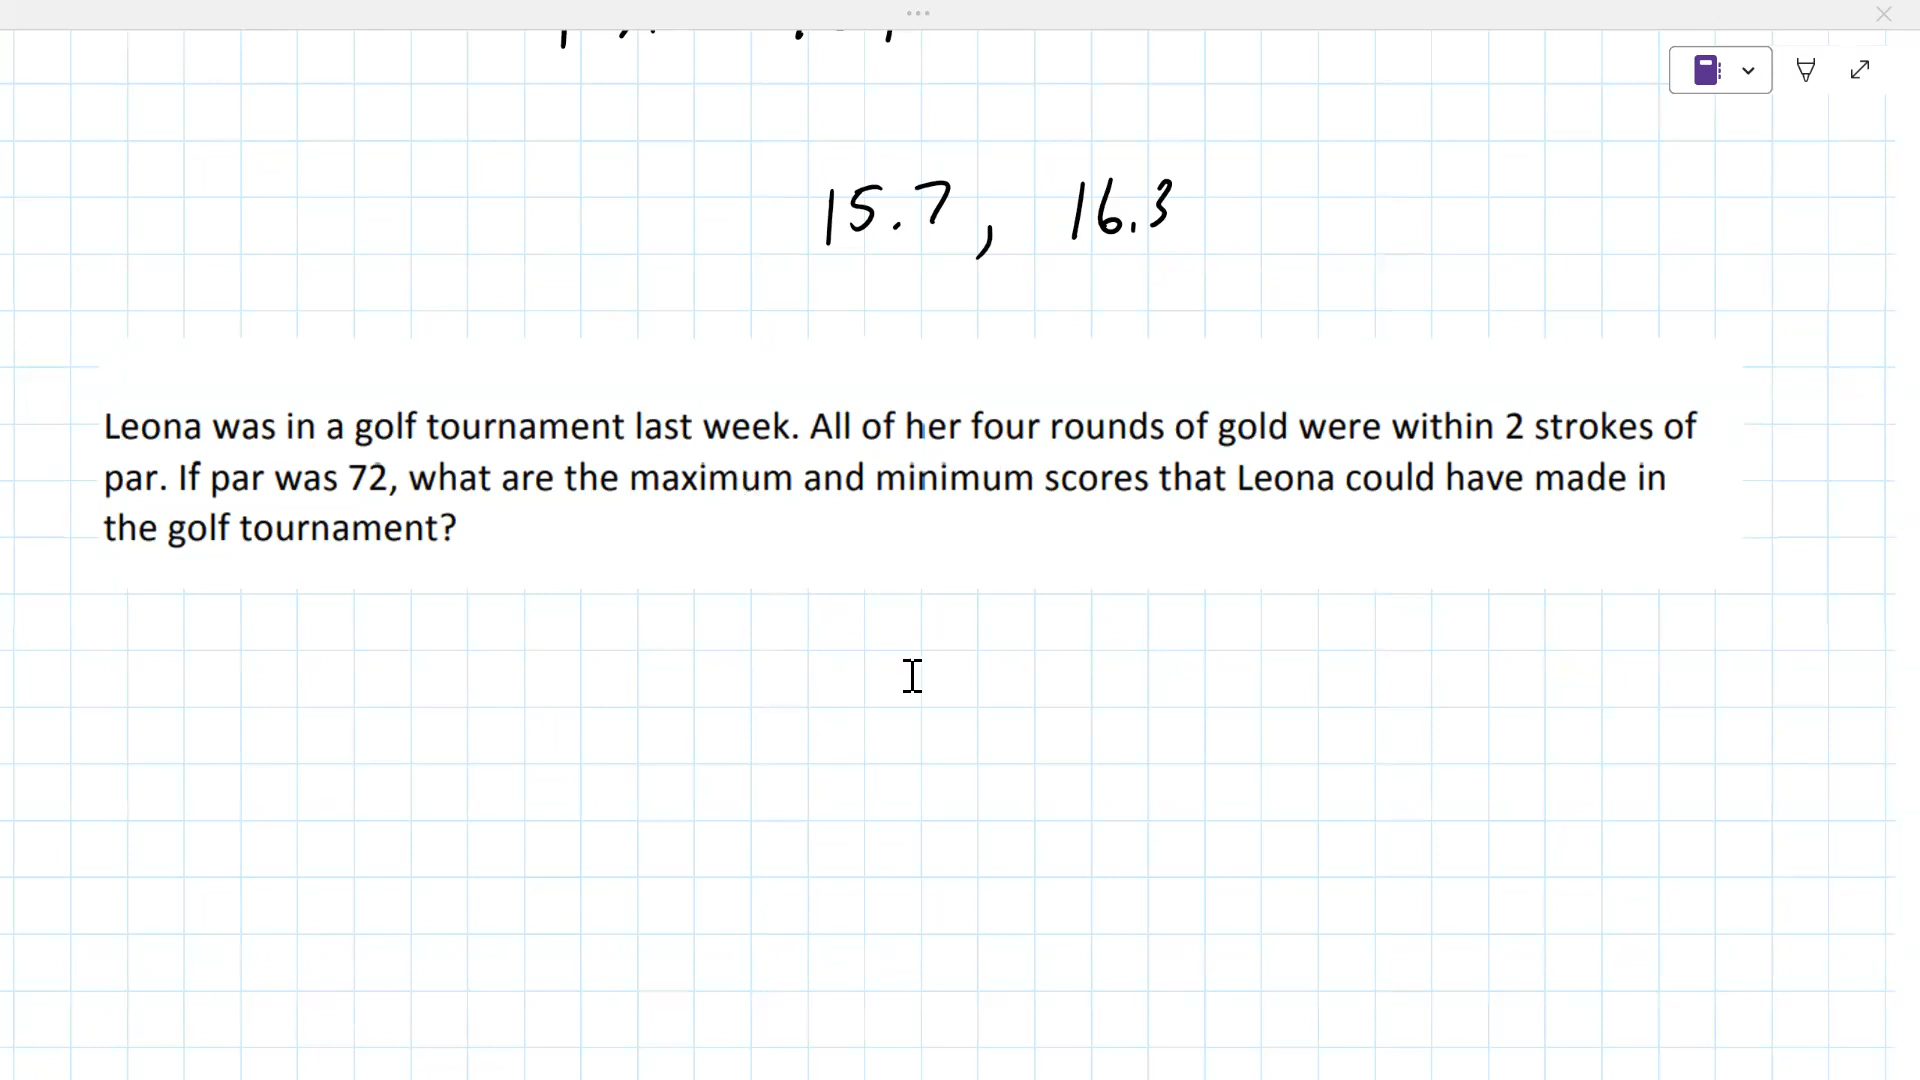 15.7, 16.3
Leona was in a golf tournament last week. All of her four rounds of gold were within 2 strokes of
par. If par was 72, what are the maximum and minimum scores that Leona could have made in
the golf tournament?